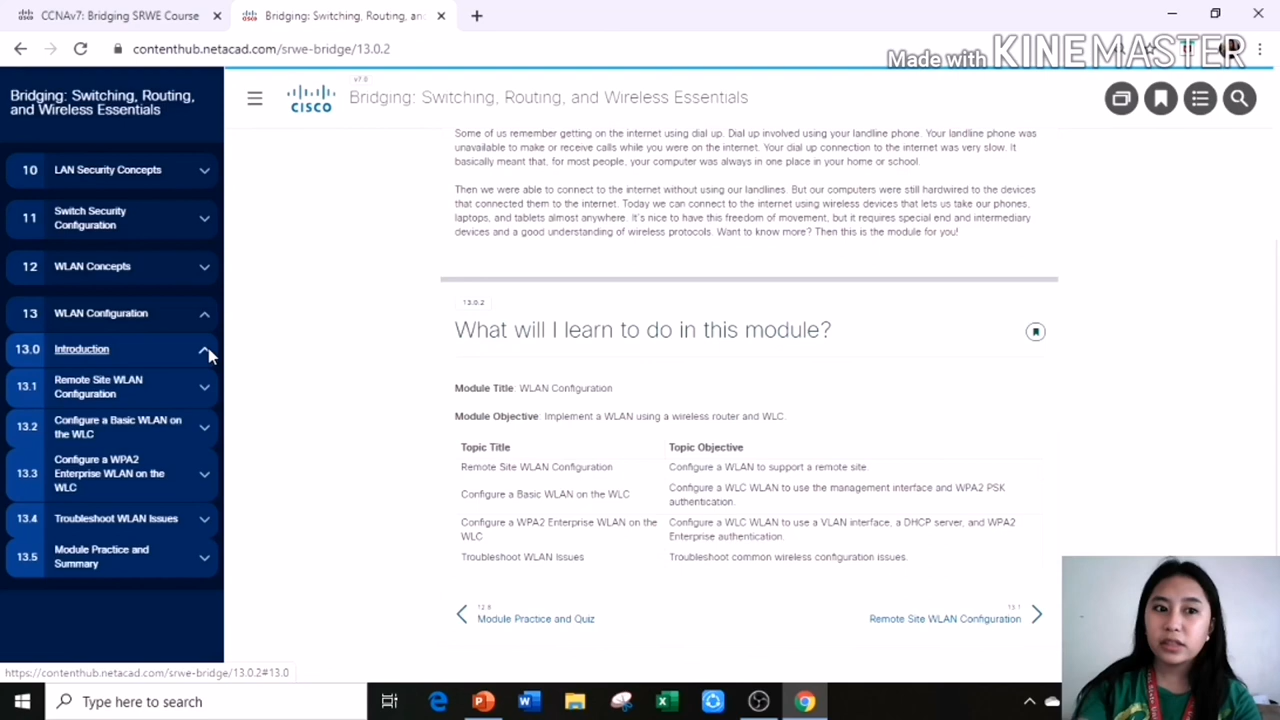 CCNAv7: Bridging SRWE Course
Bridging: Switching, Routing, an
contenthub.netacad.com/srwe-bridge/13.0.2
Made with KINEMASTER
Bridging: Switching, Routing,
and Wireless Essentials
v7.0
CISCO
Bridging: Switching, Routing, and Wireless Essentials
10 LAN Security Concepts
11 Switch Security
Configuration
12 WLAN Concepts
13 WLAN Configuration
13.0 Introduction
13.1 Remote Site WLAN
Configuration
13.2 Configure a Basic WLAN on
the WLC
13.3 Configure a WPA2
Enterprise WLAN on the
WLC
13.4 Troubleshoot WLAN Issues
13.5 Module Practice and
Summary
Some of us remember getting on the internet using dial up. Dial up involved using your landline phone. Your landline phone was
unavailable to make or receive calls while you were on the internet. Your dial up connection to the internet was very slow. It
basically meant that, for most people, your computer was always in one place in your home or school.
Then we were able to connect to the internet without using our landlines. But our computers were still hardwired to the devices
that connected them to the internet. Today we can connect to the internet using wireless devices that lets us take our phones,
laptops, and tablets almost anywhere. It's nice to have this freedom of movement, but it requires special end and intermediary
devices and a good understanding of wireless protocols. Want to know more? Then this is the module for you!
13.0.2
What will I learn to do in this module?
Module Title: WLAN Configuration
Module Objective: Implement a WLAN using a wireless router and WLC.
Topic Title Topic Objective
Remote Site WLAN Configuration Configure a WLAN to support a remote site.
Configure a Basic WLAN on the WLC Configure a WLC WLAN to use the management interface and WPA2 PSK
authentication.
Configure a WPA2 Enterprise WLAN on the Configure a WLC WLAN to use a VLAN interface, a DHCP server, and WPA2
WLC Enterprise authentication.
Troubleshoot WLAN Issues Troubleshoot common wireless configuration issues.
12.8
Module Practice and Quiz
13.1
Remote Site WLAN Configuration
https://contenthub.netacad.com/srwe-bridge/13.0.2#13.0
Type here to search